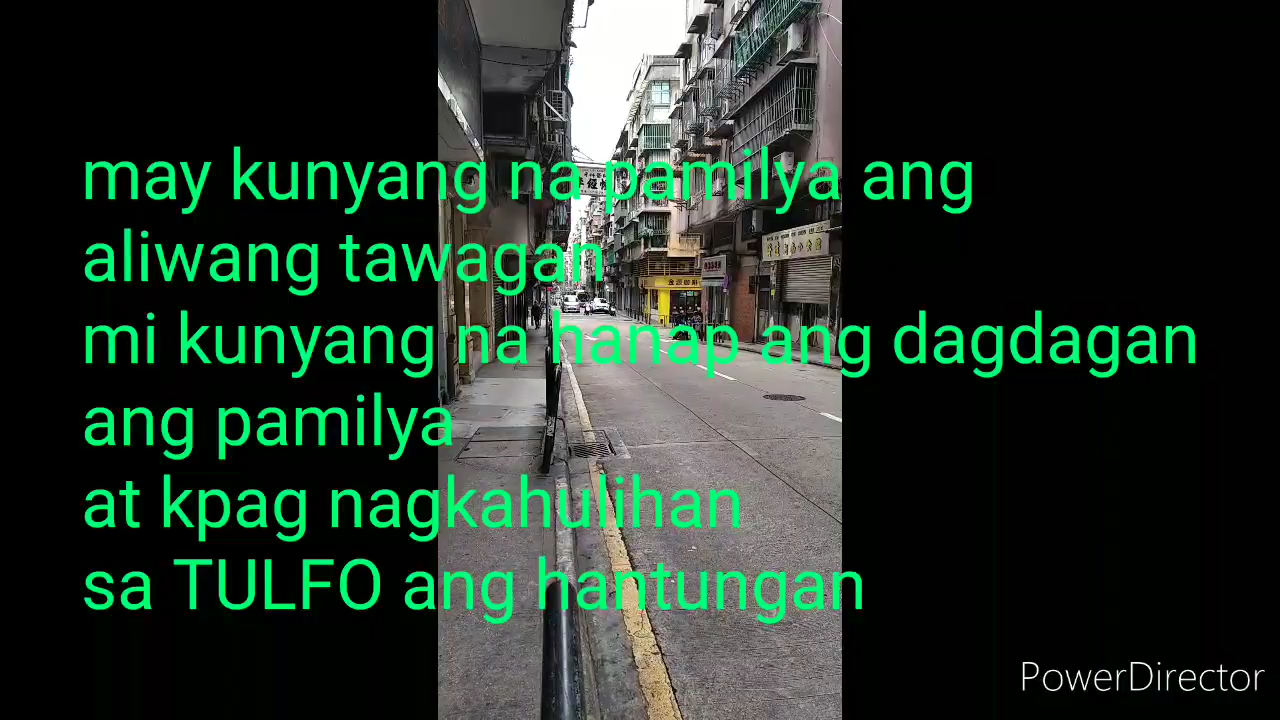 may kunyang na pamilya ang
aliwang tawagan
mi kunyang na hanap ang dagdagan
ang pamilya
at kpag nagkahulihan
sa TULFO ang hantungan
PowerDirector